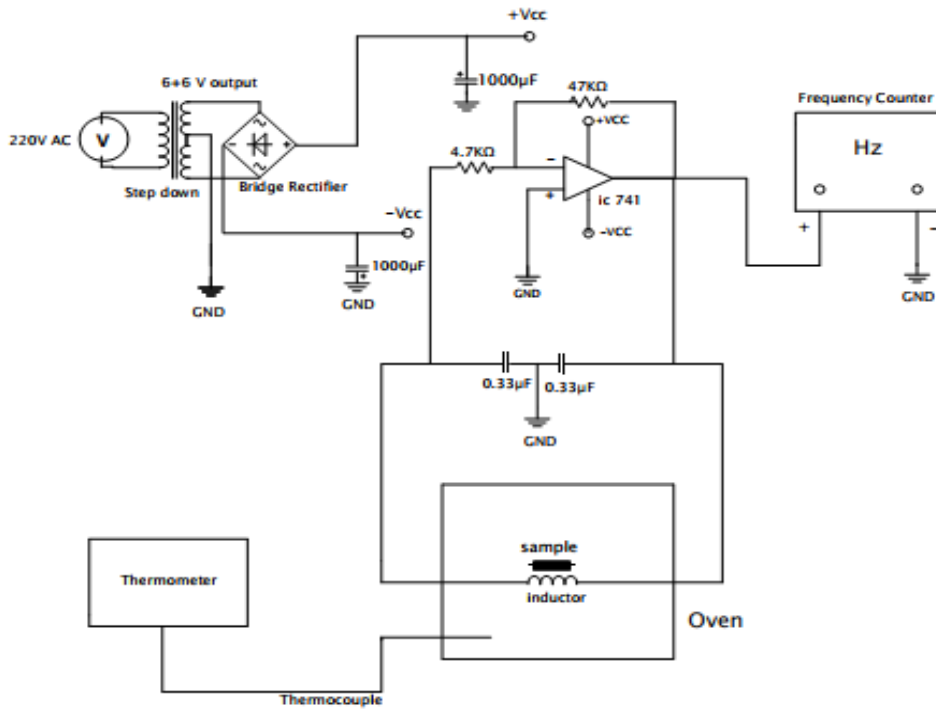 +Vcc
6+6 V output
220V AC
V
Step down
Bridge Rectifier
1000µF
-Vcc
1000µF
GND
GND
47KΩ
+VCC
4.7KΩ
ic 741
-VCC
GND
Frequency Counter
Hz
+
-
GND
0.33µF
0.33µF
GND
sample
inductor
Oven
Thermometer
Thermocouple